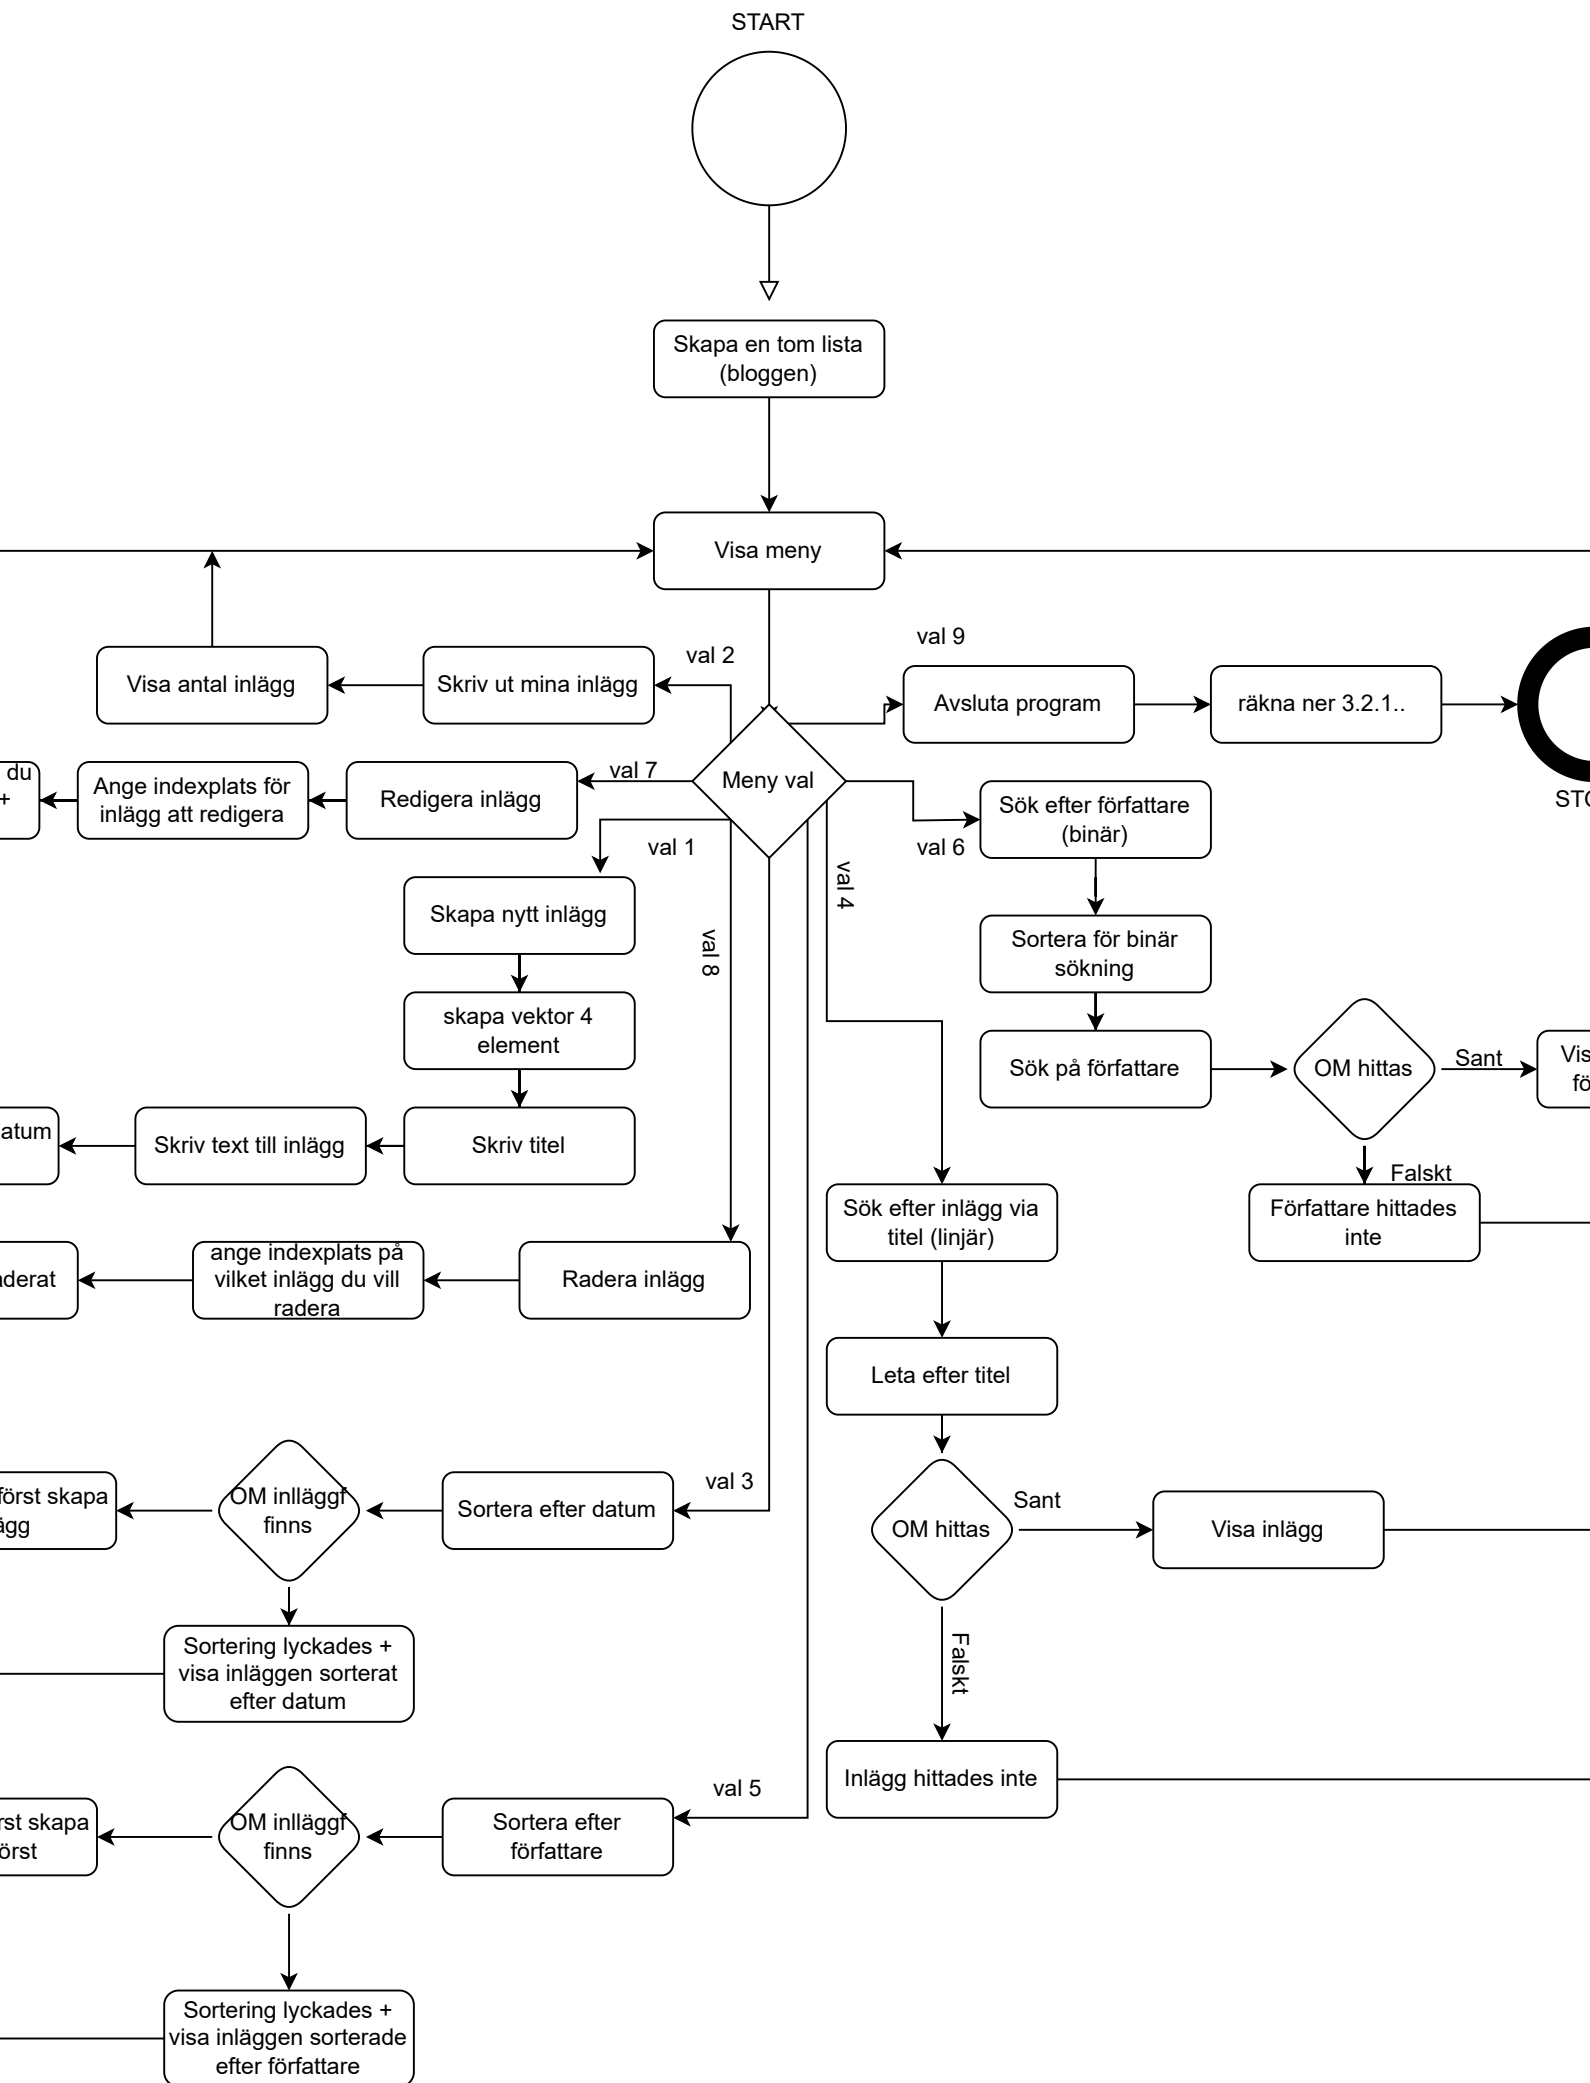 START
Skapa en tom lista
(bloggen)
Visa meny
val 9
val 2
Visa antal inlägg
Skriv ut mina inlägg
Avsluta program
räkna ner 3.2.1..
du
+
Ange indexplats för
inlägg att redigera
Redigera inlägg
val 7
Meny val
Sök efter författare
(binär)
val 1
val 6
val 4
Skapa nytt inlägg
val 8
Sortera för binär
sökning
skapa vektor 4
element
Sök på författare
OM hittas
Sant
Skriv text till inlägg
Skriv titel
Falskt
Författare hittades
inte
Sök efter inlägg via
titel (linjär)
ange indexplats på
vilket inlägg du vill
radera
Radera inlägg
Leta efter titel
först skapa
OM inlläggf
finns
Sortera efter datum
val 3
OM hittas
Sant
Visa inlägg
Sortering lyckades +
visa inläggen sorterat
efter datum
Falskt
Inlägg hittades inte
val 5
skapa
OM inlläggf
finns
Sortera efter
författare
Sortering lyckades +
visa inläggen sorterade
efter författare